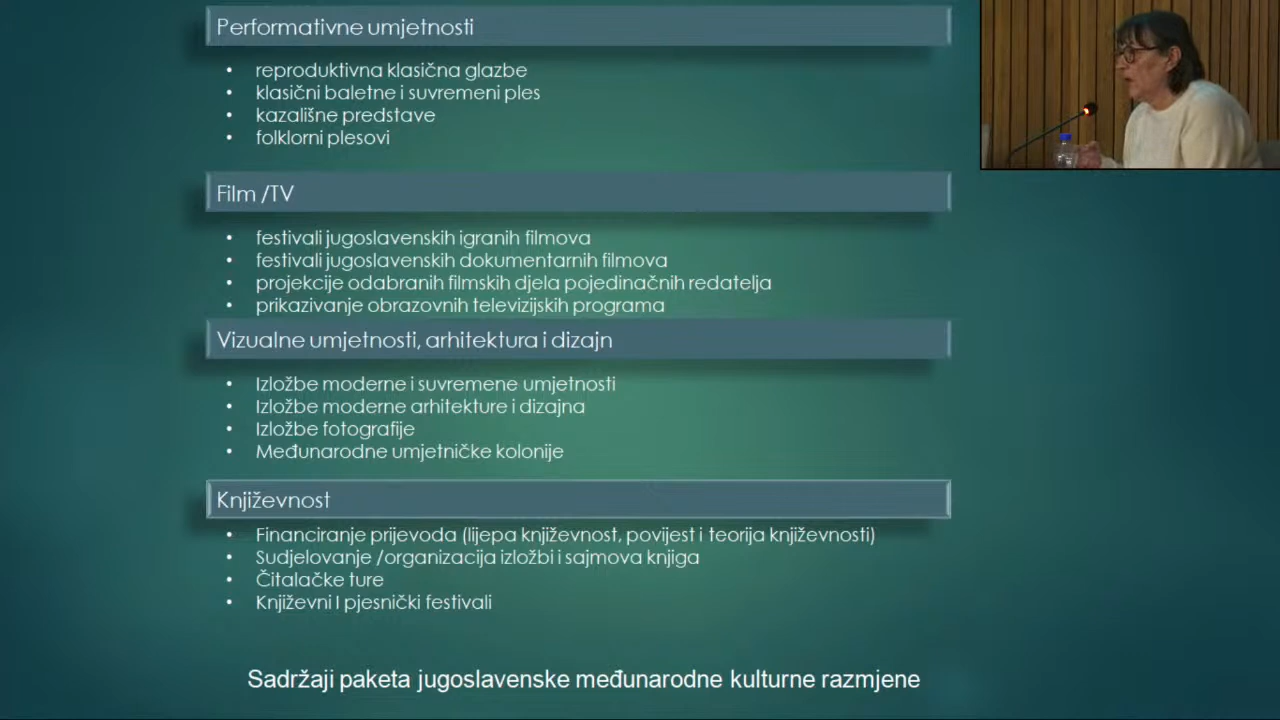 Performativne umjetnosti
• reproduktivna klasična glazbe
• klasični baletne i suvremeni ples
• kazališne predstave
• folklorni plesovi
Film /TV
• festivali jugoslavenskih igranih filmova
• festivali jugoslavenskih dokumentarnih filmova
• projekcije odabranih filmskih djela pojedinačnih redatelja
• prikazivanje obrazovnih televizijskih programa
Vizualne umjetnosti, arhitektura i dizajn
• Izložbe moderne i suvremene umjetnosti
• Izložbe moderne arhitekture i dizajna
• Izložbe fotografije
• Međunarodne umjetničke kolonije
Književnost
• Financiranje prijevoda (lijepa književnost, povijest i teorija književnosti)
• Sudjelovanje /organizacija izložbi i sajmova knjiga
• Čitalačke ture
• Književni I pjesnički festivali
Sadržaji paketa jugoslavenske međunarodne kulturne razmjene